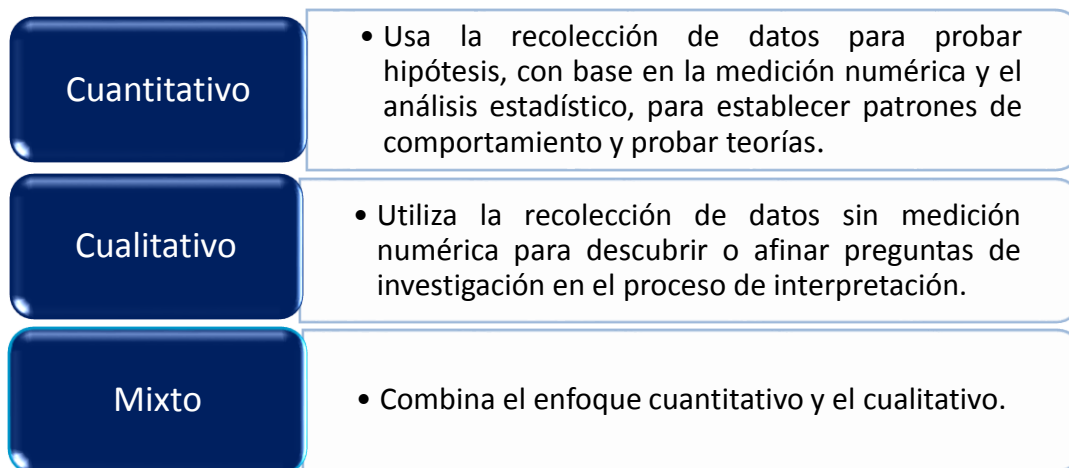 Cuantitativo
• Usa la recolección de datos para probar
hipótesis, con base en la medición numérica y el
análisis estadístico, para establecer patrones de
comportamiento y probar teorías.
Cualitativo
• Utiliza la recolección de datos sin medición
numérica para descubrir o afinar preguntas de
investigación en el proceso de interpretación.
Mixto
• Combina el enfoque cuantitativo y el cualitativo.